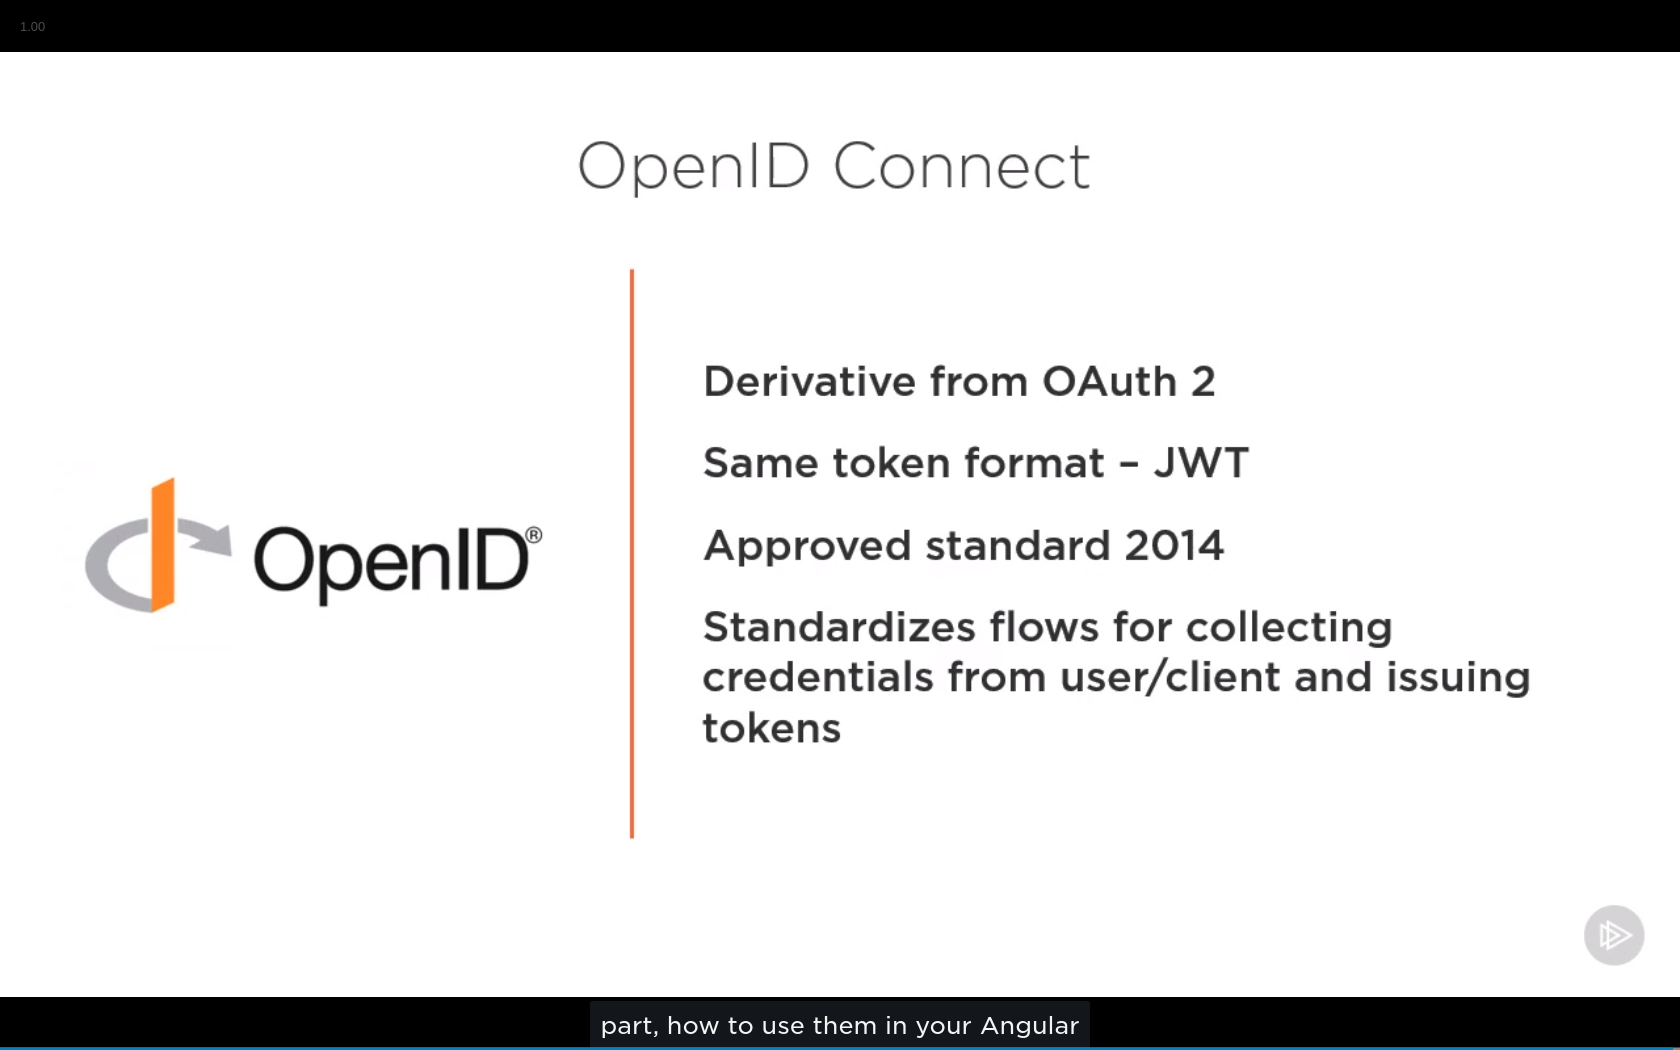 1.00
OpenID Connect
Derivative from OAuth 2
Same token format – JWT
Approved standard 2014
OpenID®
Standardizes flows for collecting
credentials from user/client and issuing
tokens
part, how to use them in your Angular